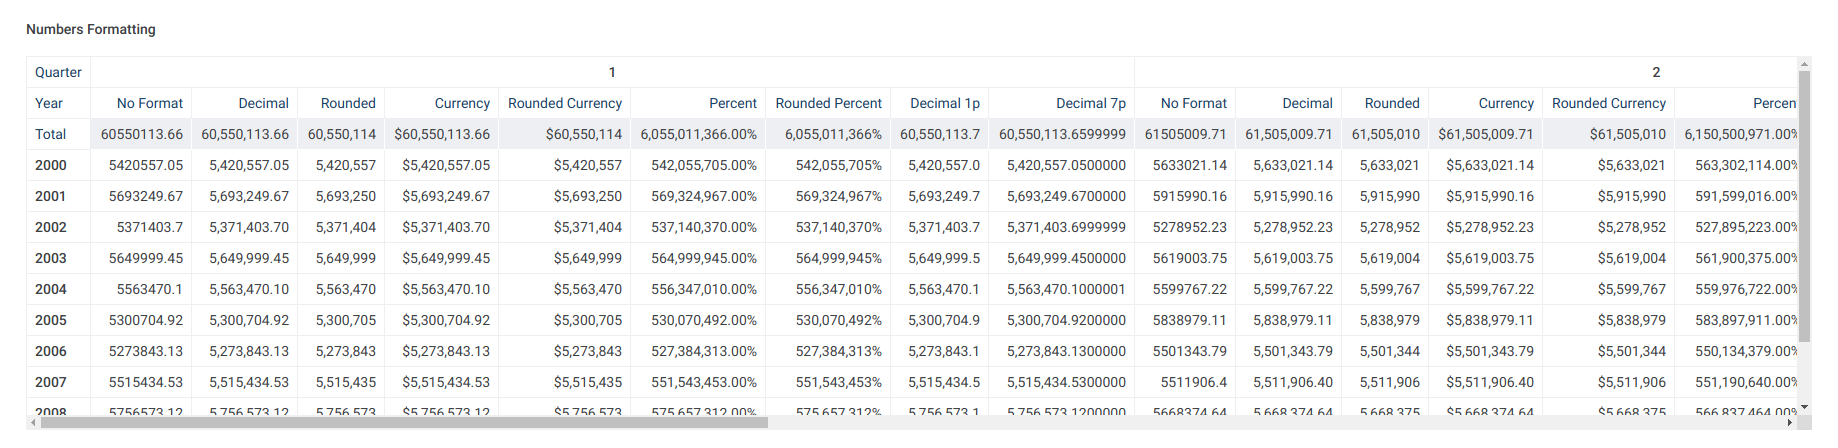 Numbers Formatting
Quarter 1 2
Year No Format Decimal Rounded Currency Rounded Currency Percent Rounded Percent Decimal 1p Decimal 7p No Format Decimal Rounded Currency Rounded Currency Percen
Total 60550113.66 60,550,113.66 60,550,114 $60,550,113.66 $60,550,114 6,055,011,366.00% 6,055,011,366% 60,550,113.7 60,550,113.6599999 61505009.71 61,505,009.71 61,505,010 $61,505,009.71 $61,505,010 6,150,500,971.00%
2000 5420557.05 5,420,557.05 5,420,557 $5,420,557.05 $5,420,557 542,055,705.00% 542,055,705% 5,420,557.0 5,420,557.0500000 5633021.14 5,633,021.14 5,633,021 $5,633,021.14 $5,633,021 563,302,114.00%
2001 5693249.67 5,693,249.67 5,693,250 $5,693,249.67 $5,693,250 569,324,967.00% 569,324,967% 5,693,249.7 5,693,249.6700000 5915990.16 5,915,990.16 5,915,990 $5,915,990.16 $5,915,990 591,599,016.00%
2002 5371403.7 5,371,403.70 5,371,404 $5,371,403.70 $5,371,404 537,140,370.00% 537,140,370% 5,371,403.7 5,371,403.6999999 5278952.23 5,278,952.23 5,278,952 $5,278,952.23 $5,278,952 527,895,223.00%
2003 5649999.45 5,649,999.45 5,649,999 $5,649,999.45 $5,649,999 564,999,945.00% 564,999,945% 5,649,999.5 5,649,999.4500000 5619003.75 5,619,003.75 5,619,004 $5,619,003.75 $5,619,004 561,900,375.00%
2004 5563470.1 5,563,470.10 5,563,470 $5,563,470.10 $5,563,470 556,347,010.00% 556,347,010% 5,563,470.1 5,563,470.1000001 5599767.22 5,599,767.22 5,599,767 $5,599,767.22 $5,599,767 559,976,722.00%
2005 5300704.92 5,300,704.92 5,300,705 $5,300,704.92 $5,300,705 530,070,492.00% 530,070,492% 5,300,704.9 5,300,704.9200000 5838979.11 5,838,979.11 5,838,979 $5,838,979.11 $5,838,979 583,897,911.00%
2006 5273843.13 5,273,843.13 5,273,843 $5,273,843.13 $5,273,843 527,384,313.00% 527,384,313% 5,273,843.1 5,273,843.1300000 5501343.79 5,501,343.79 5,501,344 $5,501,343.79 $5,501,344 550,134,379.00%
2007 5515434.53 5,515,434.53 5,515,435 $5,515,434.53 $5,515,435 551,543,453.00% 551,543,453% 5,515,434.5 5,515,434.5300000 5511906.4 5,511,906.40 5,511,906 $5,511,906.40 $5,511,906 551,190,640.00%
2008 5756573.12 5,756,573.12 5,756,573 $5,756,573.12 $5,756,573 575,657,312.00% 575,657,312% 5,756,573.1 5,756,573.1200000 5668374.64 5,668,374.64 5,668,375 $5,668,374.64 $5,668,375 566,837,464.00%